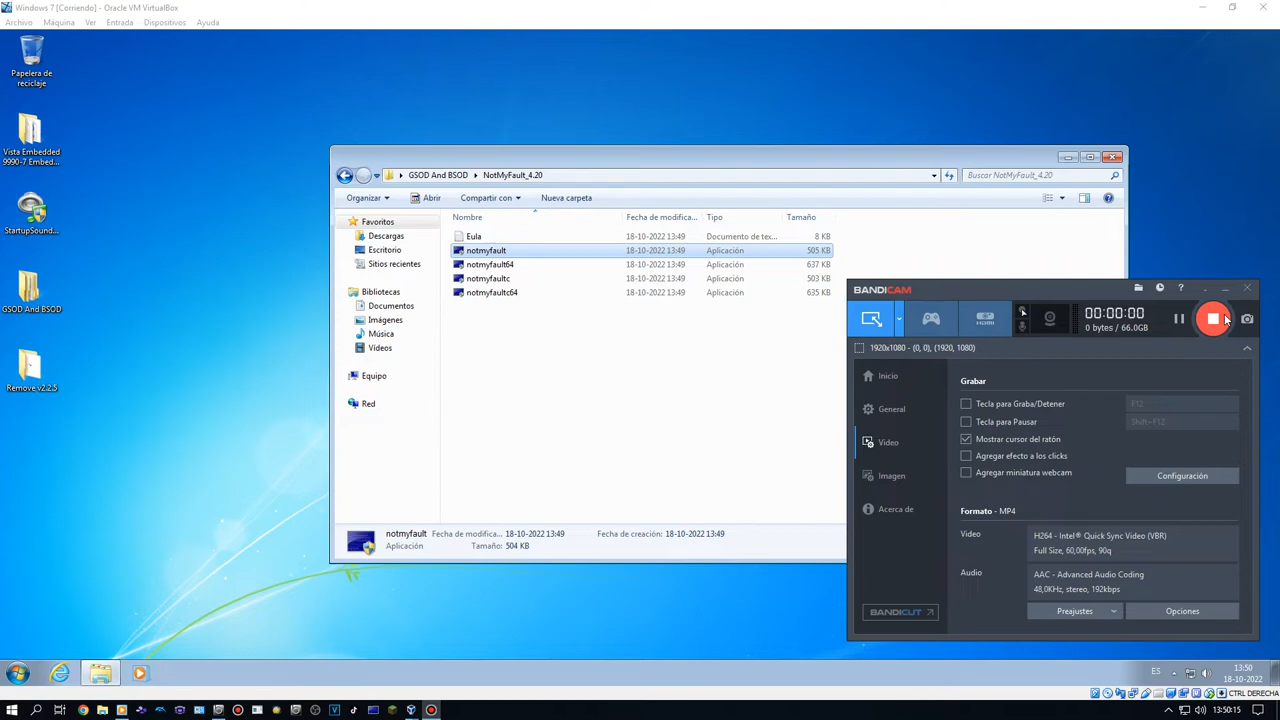 Windows 7 [Corriendo] - Oracle VM VirtualBox
Archivo Máquina Ver Entrada Dispositivos Ayuda
Papelera de
reciclaje
Vista Embedded
9990-7 Embed...
StartupSound...
GSOD And BSOD
Remove v2.2.5
GSOD And BSOD NotMyFault_4.20
Buscar NotMyFault_4.20
Organizar Abrir Compartir con Nueva carpeta
Favoritos
Descargas
Escritorio
Sitios recientes
Bibliotecas
Documentos
Imágenes
Música
Vídeos
Equipo
Red
Nombre Fecha de modifica... Tipo Tamaño
Eula 18-10-2022 13:49 Documento de tex... 8 KB
notmyfault 18-10-2022 13:49 Aplicación 505 KB
notmyfault64 18-10-2022 13:49 Aplicación 637 KB
notmyfaultc 18-10-2022 13:49 Aplicación 503 KB
notmyfaultc64 18-10-2022 13:49 Aplicación 635 KB
notmyfault Fecha de modifica... 18-10-2022 13:49 Fecha de creación: 18-10-2022 13:49
Aplicación Tamaño: 504 KB
BANDICAM
HDMI
00:00:00
0 bytes / 66.0GB
1920x1080 - (0, 0), (1920, 1080)
Inicio
General
Video
Imagen
Acerca de
BANDICUT
Grabar
Tecla para Graba/Detener F12
Tecla para Pausar Shift+F12
Mostrar cursor del ratón
Agregar efecto a los clicks
Agregar miniatura webcam
Configuración
Formato - MP4
Video H264 - Intel® Quick Sync Video (VBR)
Full Size, 60,00fps, 90q
Audio AAC - Advanced Audio Coding
48,0KHz, stereo, 192kbps
Preajustes Opciones
ES
13:50
18-10-2022
CTRL DERECHA
13:50:15